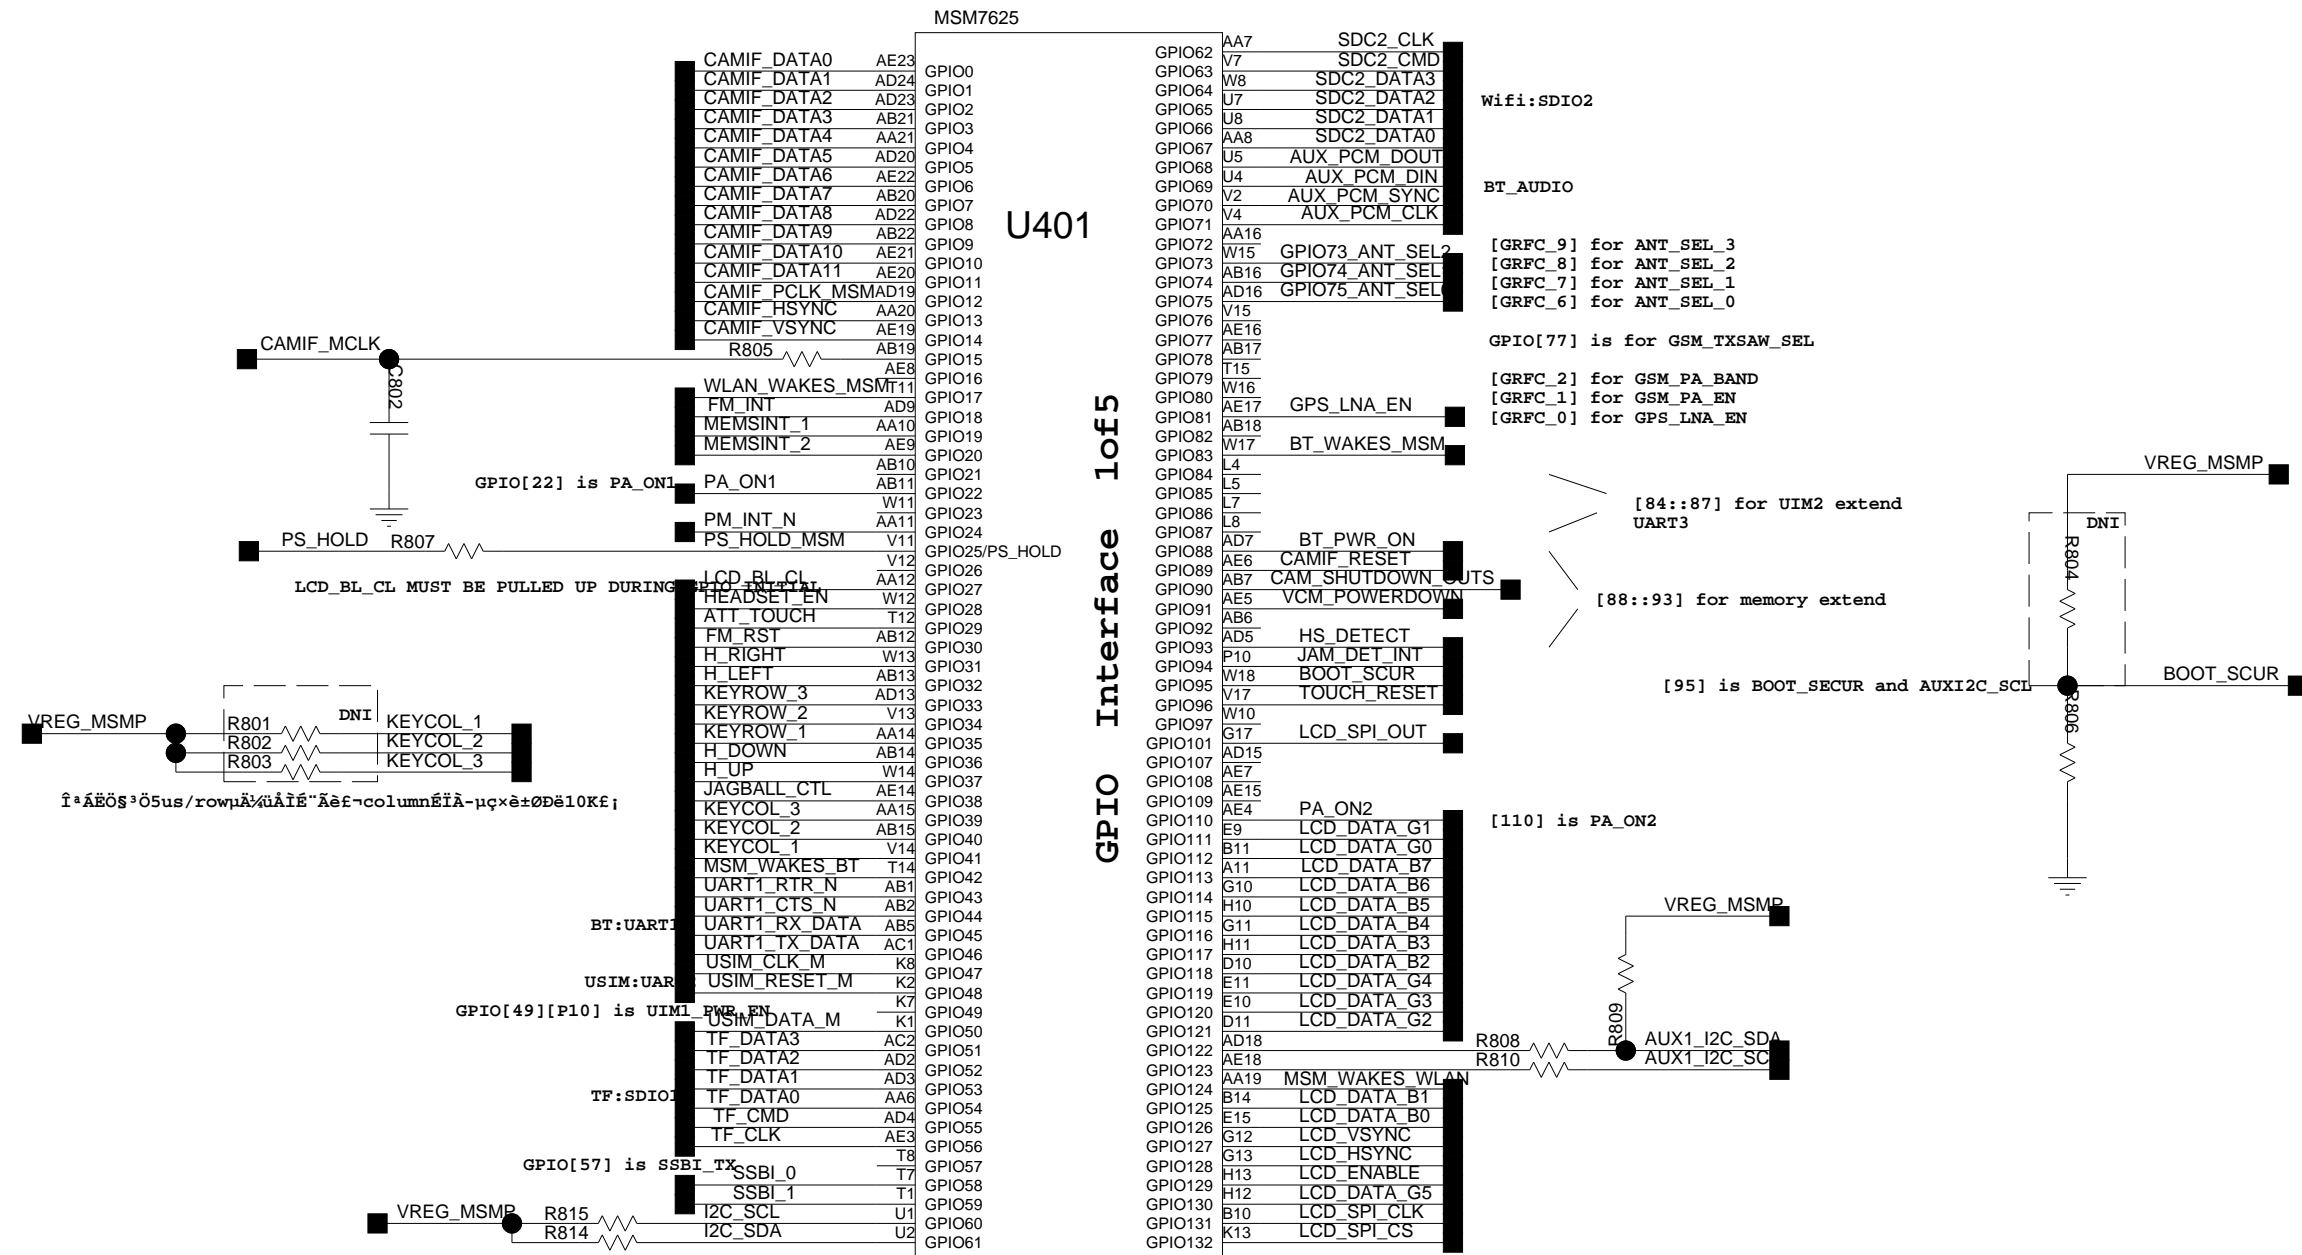 MSM7625
U401
GPIO Interface 1of5
CAMIF_DATA0 AE23 GPIO0
CAMIF_DATA1 AD24 GPIO1
CAMIF_DATA2 AD23 GPIO2
CAMIF_DATA3 AB21 GPIO3
CAMIF_DATA4 AA21 GPIO4
CAMIF_DATA5 AD20 GPIO5
CAMIF_DATA6 AE22 GPIO6
CAMIF_DATA7 AB20 GPIO7
CAMIF_DATA8 AD22 GPIO8
CAMIF_DATA9 AB22 GPIO9
CAMIF_DATA10 AE21 GPIO10
CAMIF_DATA11 AE20 GPIO11
CAMIF_PCLK_MSM AD19 GPIO12
CAMIF_HSYNC AA20 GPIO13
CAMIF_VSYNC AE19 GPIO14
CAMIF_MCLK R805 AB19 GPIO15
C802
AE8 GPIO16
WLAN_WAKES_MSM T11 GPIO17
FM_INT AD9 GPIO18
MEMSINT_1 AA10 GPIO19
MEMSINT_2 AE9 GPIO20
AB10 GPIO21
GPIO[22] is PA_ON1 PA_ON1 AB11 GPIO22
W11 GPIO23
PM_INT_N AA11 GPIO24
PS_HOLD R807 PS_HOLD_MSM V11 GPIO25/PS_HOLD
V12 GPIO26
LCD_BL_CL MUST BE PULLED UP DURING GPIO INITIAL
LCD_BL_CL AA12 GPIO27
HEADSET_EN W12 GPIO28
ATT_TOUCH T12 GPIO29
FM_RST AB12 GPIO30
H_RIGHT W13 GPIO31
H_LEFT AB13 GPIO32
KEYROW_3 AD13 GPIO33
KEYROW_2 V13 GPIO34
KEYROW_1 AA14 GPIO35
H_DOWN AB14 GPIO36
H_UP W14 GPIO37
JAGBALL_CTL AE14 GPIO38
KEYCOL_3 AA15 GPIO39
KEYCOL_2 AB15 GPIO40
KEYCOL_1 V14 GPIO41
MSM_WAKES_BT T14 GPIO42
UART1_RTR_N AB1 GPIO43
UART1_CTS_N AB2 GPIO44
BT:UART1 UART1_RX_DATA AB5 GPIO45
UART1_TX_DATA AC1 GPIO46
USIM_CLK_M K8 GPIO47
USIM:UAR USIM_RESET_M K2 GPIO48
GPIO[49][P10] is UIM1_PWR_EN K7 GPIO49
USIM_DATA_M K1 GPIO50
TF_DATA3 AC2 GPIO51
TF_DATA2 AD2 GPIO52
TF_DATA1 AD3 GPIO53
TF:SDIO1 TF_DATA0 AA6 GPIO54
TF_CMD AD4 GPIO55
TF_CLK AE3 GPIO56
GPIO[57] is SSBI_TX T8 GPIO57
SSBI_0 T7 GPIO58
SSBI_1 T1 GPIO59
VREG_MSMP R815 I2C_SCL U1 GPIO60
R814 I2C_SDA U2 GPIO61
VREG_MSMP DNI
R801 KEYCOL_1
R802 KEYCOL_2
R803 KEYCOL_3
ÎªÁËÖ§³Ö5us/rowµÄ¼üÅÌÉ¨Ãè£¬columnÉÏÀ-µç×è±ØÐë10K£¡
GPIO62 AA7 SDC2_CLK
GPIO63 V7 SDC2_CMD
GPIO64 W8 SDC2_DATA3
GPIO65 U7 SDC2_DATA2 Wifi:SDIO2
GPIO66 U8 SDC2_DATA1
GPIO67 AA8 SDC2_DATA0
GPIO68 U5 AUX_PCM_DOUT
GPIO69 U4 AUX_PCM_DIN BT_AUDIO
GPIO70 V2 AUX_PCM_SYNC
GPIO71 V4 AUX_PCM_CLK
GPIO72 AA16 [GRFC_9] for ANT_SEL_3
GPIO73 W15 GPIO73_ANT_SEL2 [GRFC_8] for ANT_SEL_2
GPIO74 AB16 GPIO74_ANT_SEL [GRFC_7] for ANT_SEL_1
GPIO75 AD16 GPIO75_ANT_SEL [GRFC_6] for ANT_SEL_0
GPIO76 V15
GPIO77 AE16 GPIO[77] is for GSM_TXSAW_SEL
GPIO78 AB17
GPIO79 T15 [GRFC_2] for GSM_PA_BAND
GPIO80 W16 [GRFC_1] for GSM_PA_EN
GPIO81 AE17 GPS_LNA_EN [GRFC_0] for GPS_LNA_EN
GPIO82 AB18
GPIO83 W17 BT_WAKES_MSM
GPIO84 L4
GPIO85 L5
GPIO86 L7
GPIO87 L8
[84::87] for UIM2 extend
UART3
GPIO88 AD7 BT_PWR_ON
GPIO89 AE6 CAMIF_RESET
GPIO90 AB7 CAM_SHUTDOWN_OUTS
GPIO91 AE5 VCM_POWERDOWN
[88::93] for memory extend
GPIO92 AB6
GPIO93 AD5 HS_DETECT
GPIO94 P10 JAM_DET_INT
GPIO95 W18 BOOT_SCUR
[95] is BOOT_SECUR and AUXI2C_SCL
GPIO96 V17 TOUCH_RESET
GPIO97 W10
GPIO101 G17 LCD_SPI_OUT
GPIO107 AD15
GPIO108 AE7
GPIO109 AE15
GPIO110 AE4 PA_ON2 [110] is PA_ON2
GPIO111 E9 LCD_DATA_G1
GPIO112 B11 LCD_DATA_G0
GPIO113 A11 LCD_DATA_B7
GPIO114 G10 LCD_DATA_B6
GPIO115 H10 LCD_DATA_B5
GPIO116 G11 LCD_DATA_B4
GPIO117 H11 LCD_DATA_B3
GPIO118 D10 LCD_DATA_B2
GPIO119 E11 LCD_DATA_G4
GPIO120 E10 LCD_DATA_G3
GPIO121 D11 LCD_DATA_G2
GPIO122 AD18 R808 AUX1_I2C_SDA
GPIO123 AE18 R810 AUX1_I2C_SC
GPIO124 AA19 MSM_WAKES_WLAN
GPIO125 B14 LCD_DATA_B1
GPIO126 E15 LCD_DATA_B0
GPIO127 G12 LCD_VSYNC
GPIO128 G13 LCD_HSYNC
GPIO129 H13 LCD_ENABLE
GPIO130 H12 LCD_DATA_G5
GPIO131 B10 LCD_SPI_CLK
GPIO132 K13 LCD_SPI_CS
VREG_MSMP
R809
VREG_MSMP
DNI
R804
BOOT_SCUR
R806